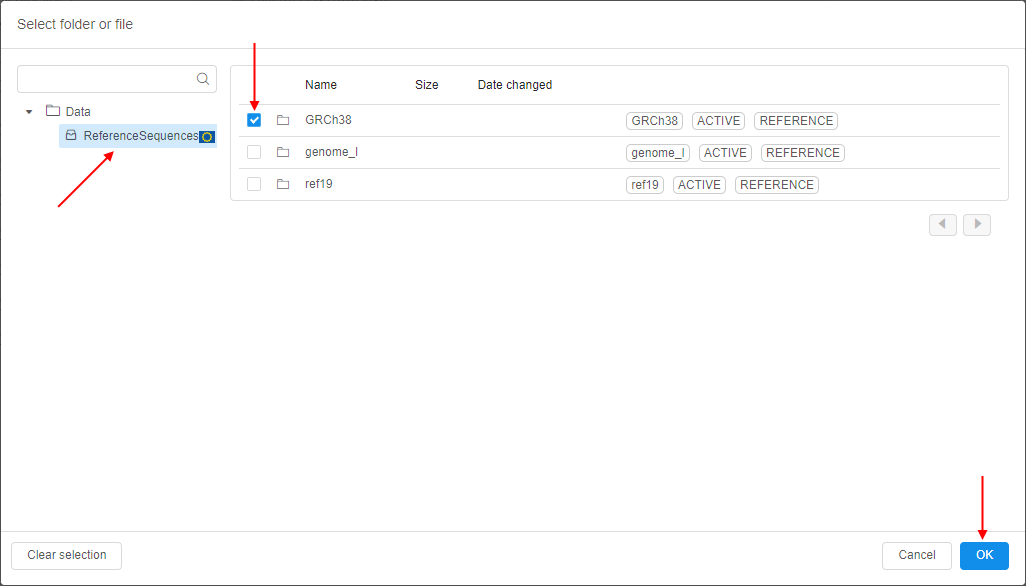 Select folder or file
Name Size Date changed
Data
ReferenceSequences
GRCh38 GRCh38 ACTIVE REFERENCE
genome_l genome_l ACTIVE REFERENCE
ref19 ref19 ACTIVE REFERENCE
Clear selection Cancel OK